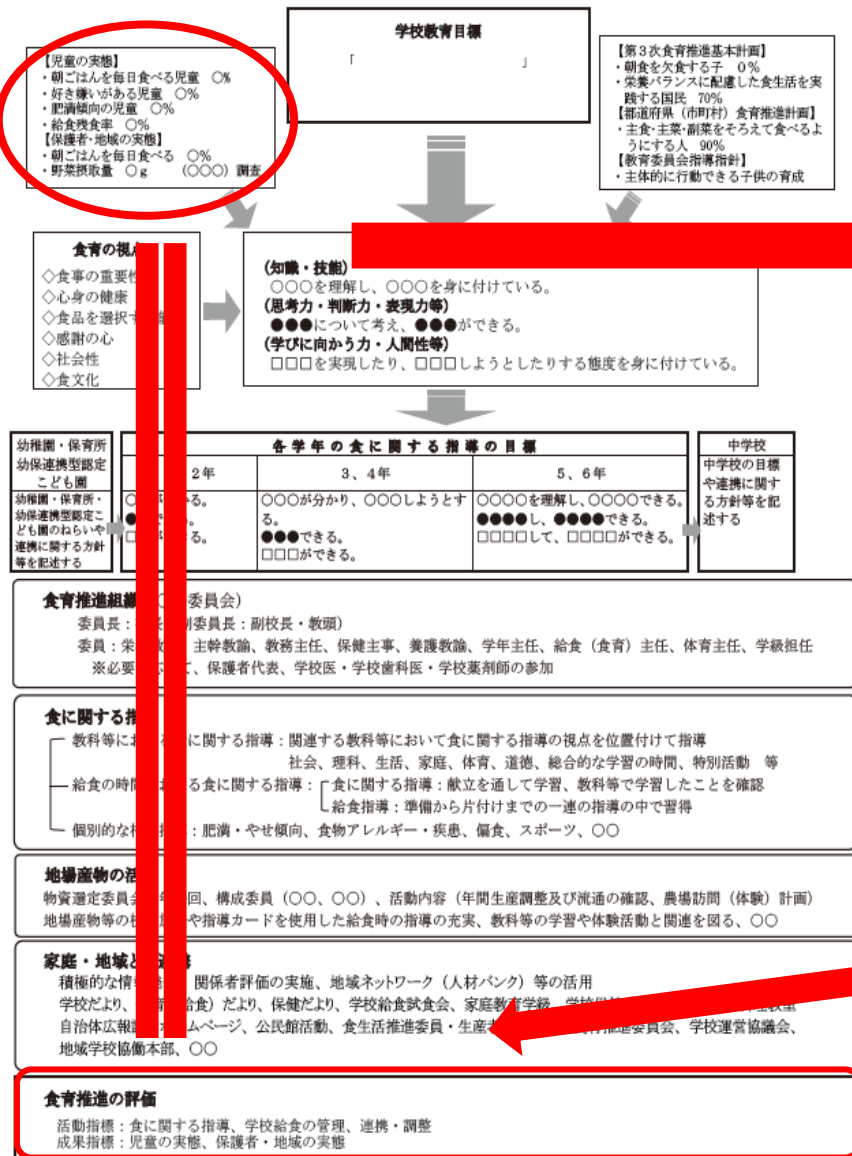 学校教育目標
「　　　　　　　　」
【児童の実態】
・朝ごはんを毎日食べる児童　○%
・好き嫌いがある児童　○%
・肥満傾向の児童　○%
・給食残食率　○%
【保護者・地域の実態】
・朝ごはんを毎日食べる　○%
・野菜摂取量　○g　　（○○○）調査
【第３次食育推進基本計画】
・朝食を欠食する子　０%
・栄養バランスに配慮した食生活を実
践する国民　70%
【都道府県（市町村）食育推進計画】
・主食・主菜・副菜をそろえて食べるよ
うにする人　90%
【教育委員会指導指針】
・主体的に行動できる子供の育成
食育の視
◇食事の重要
◇心身の健康
◇食品を選択す
◇感謝の心
◇社会性
◇食文化
(知識・技能)
○○○を理解し、○○○を身に付けている。
(思考力・判断力・表現力等)
●●●について考え、●●●ができる。
(学びに向かう力・人間性等)
□□□を実現したり、□□□しようとしたりする態度を身に付けている。
幼稚園・保育所
幼保連携型認定
こども園
幼稚園・保育所・
幼保連携型認定こ
ども園のねらいや
連携に関する方針
等を記述する
各学年の食に関する指導の目標
2年
3、4年
5、6年
る。
る。
○○○が分かり、○○○しようとす
る。
●●●できる。
□□□ができる。
○○○○を理解し、○○○○できる。
●●●●し、●●●●できる。
□□□□して、□□□□ができる。
中学校
中学校の目標
や連携に関す
る方針等を記
述する
食育推進組織　委員会）
委員長：　委員長：副校長・教頭）
委員：栄　主幹教諭、教務主任、保健主事、養護教諭、学年主任、給食（食育）主任、体育主任、学級担任
※必要　、保護者代表、学校医・学校歯科医・学校薬剤師の参加
食に関する指
教科等に　に関する指導：関連する教科等において食に関する指導の視点を位置付けて指導
社会、理科、生活、家庭、体育、道徳、総合的な学習の時間、特別活動　等
給食の時間　る食に関する指導：食に関する指導：献立を通して学習、教科等で学習したことを確認
給食指導：準備から片付けまでの一連の指導の中で習得
個別的な　：肥満・やせ傾向、食物アレルギー・疾患、偏食、スポーツ、○○
地場産物の
物資選定委員会　回、構成委員（○○、○○）、活動内容（年間生産調整及び流通の確認、農場訪問（体験）計画）
地場産物等の　や指導カードを使用した給食時の指導の充実、教科等の学習や体験活動と関連を図る、○○
家庭・地域と
積極的な情　関係者評価の実施、地域ネットワーク（人材バンク）等の活用
学校だより、　給食）だより、保健だより、学校給食試食会、家庭教育学級、
自治体広報　ームページ、公民館活動、食生活推進委員・生産　推進委員会、学校運営協議会、
地域学校協働本部、○○
食育推進の評価
活動指標：食に関する指導、学校給食の管理、連携・調整
成果指標：児童の実態、保護者・地域の実態